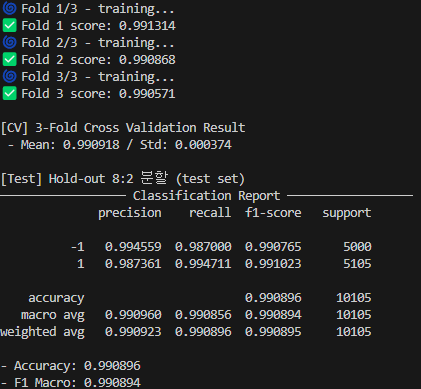 🌀 Fold 1/3 - training...
✅ Fold 1 score: 0.991314
🌀 Fold 2/3 - training...
✅ Fold 2 score: 0.990868
🌀 Fold 3/3 - training...
✅ Fold 3 score: 0.990571
[CV] 3-Fold Cross Validation Result
- Mean: 0.990918 / Std: 0.000374
[Test] Hold-out 8:2 분할 (test set)
Classification Report
precision recall f1-score support
-1 0.994559 0.987000 0.990765 5000
1 0.987361 0.994711 0.991023 5105
accuracy 0.990896 10105
macro avg 0.990960 0.990856 0.990894 10105
weighted avg 0.990923 0.990896 0.990895 10105
- Accuracy: 0.990896
- F1 Macro: 0.990894